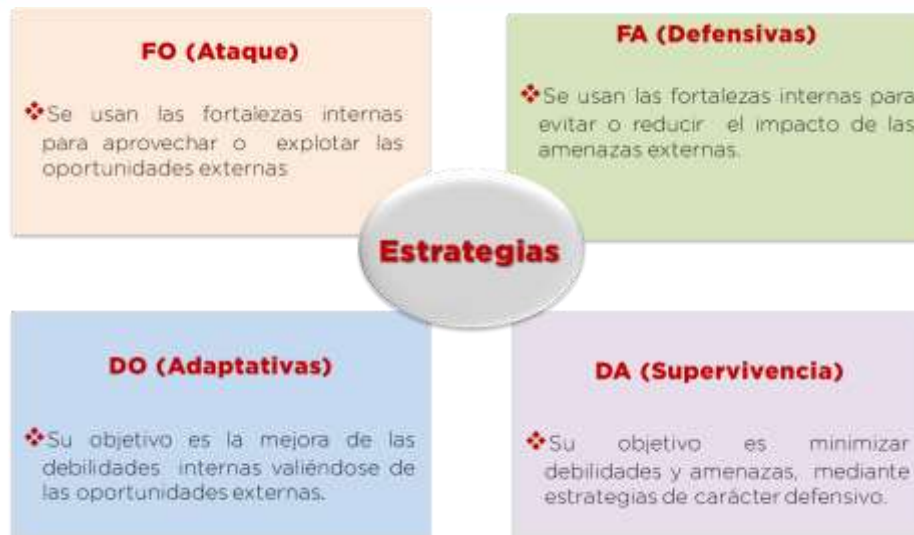 FO (Ataque)
❖Se usan las fortalezas internas
para aprovechar o explotar las
oportunidades externas
FA (Defensivas)
❖Se usan las fortalezas internas para
evitar o reducir el impacto de las
amenazas externas.
Estrategias
DO (Adaptativas)
❖Su objetivo es la mejora de las
debilidades internas valiéndose de
las oportunidades externas.
DA (Supervivencia)
❖Su objetivo es minimizar
debilidades y amenazas, mediante
estrategias de carácter defensivo.